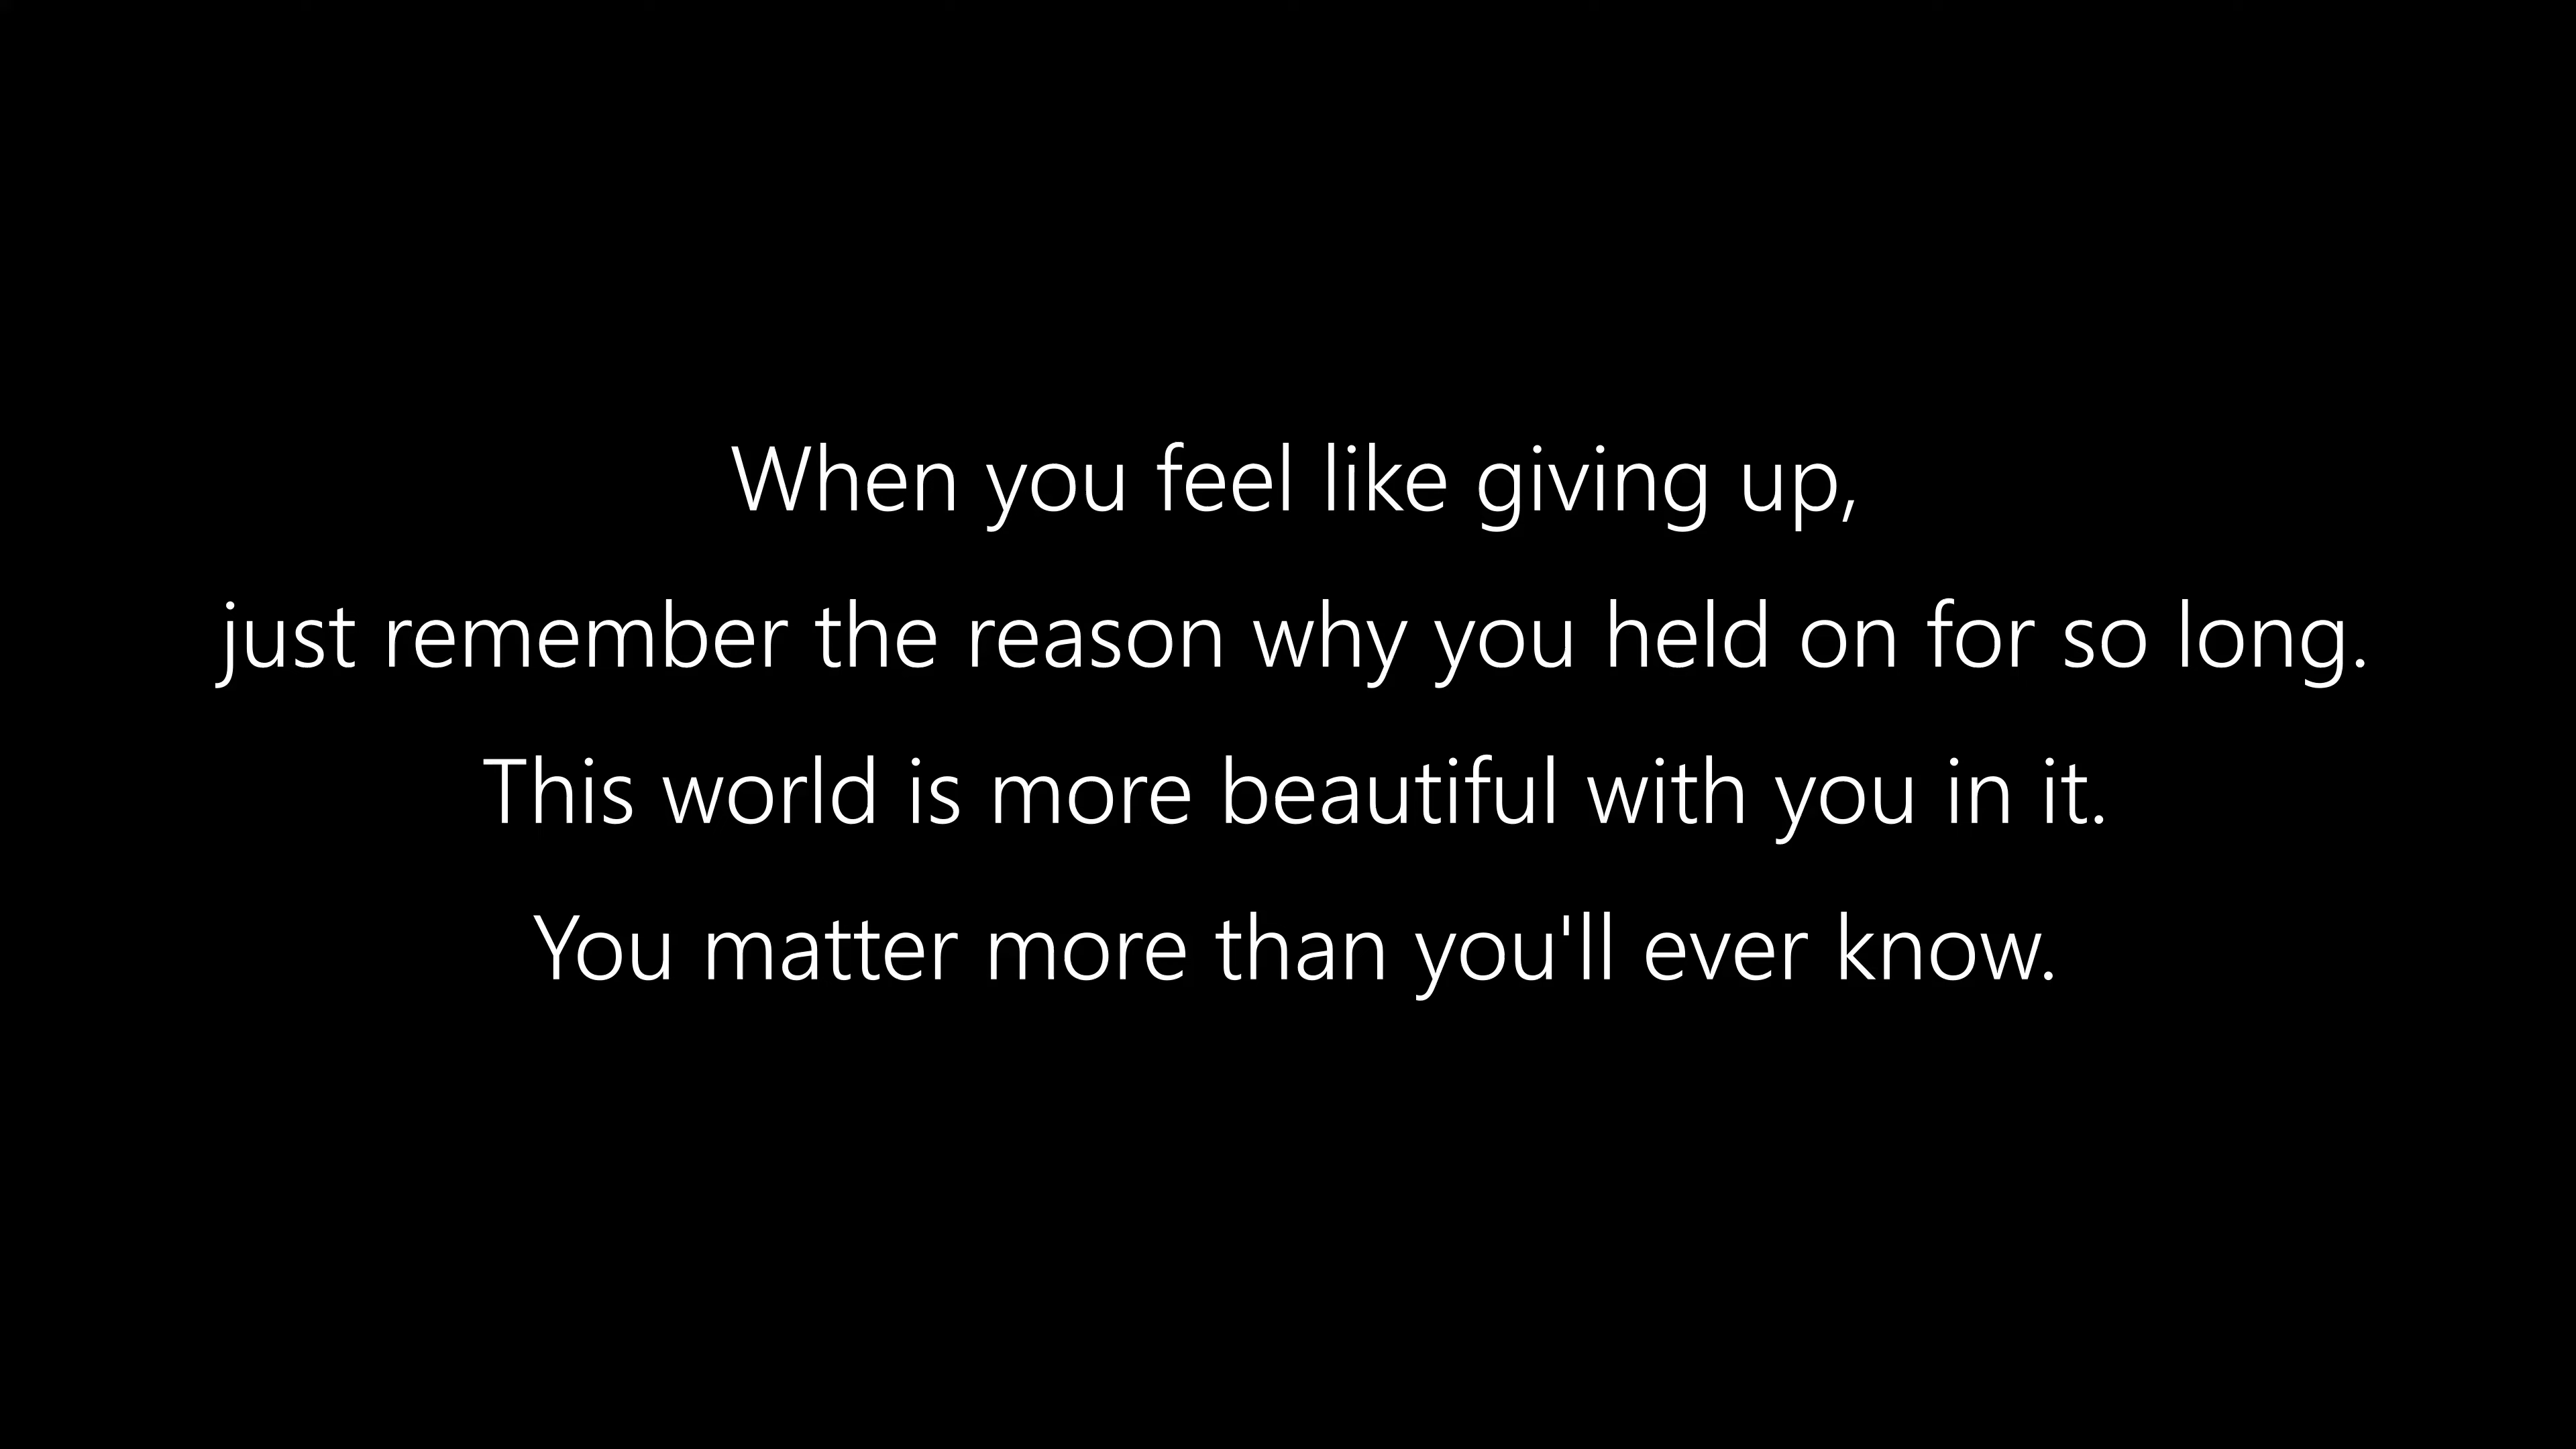 When you feel like giving up,
just remember the reason why you held on for so long.
This world is more beautiful with you in it.
You matter more than you'll ever know.